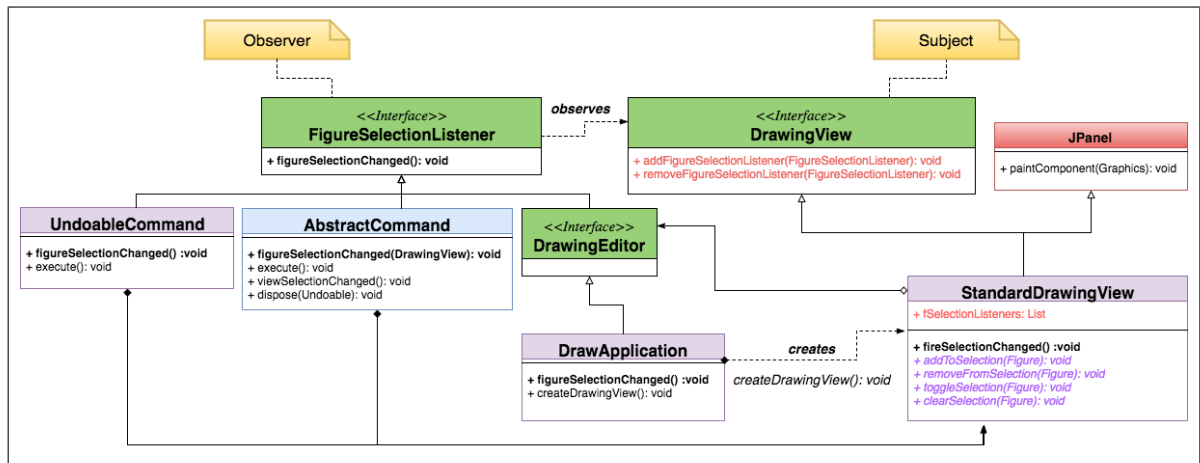 Observer
Subject
<<Interface>>
FigureSelectionListener
+ figureSelectionChanged(): void
observes
<<Interface>>
DrawingView
+ addFigureSelectionListener(FigureSelectionListener): void
+ removeFigureSelectionListener(FigureSelectionListener): void
JPanel
+ paintComponent(Graphics): void
UndoableCommand
+ figureSelectionChanged() :void
+ execute(): void
AbstractCommand
+ figureSelectionChanged(DrawingView): void
+ execute(): void
+ viewSelectionChanged(): void
+ dispose(Undoable): void
<<Interface>>
DrawingEditor
StandardDrawingView
+ fSelectionListeners: List
+ fireSelectionChanged() :void
+ addToSelection(Figure): void
+ removeFromSelection(Figure): void
+ toggleSelection(Figure): void
+ clearSelection(Figure): void
DrawApplication
+ figureSelectionChanged() :void
+ createDrawingView(): void
creates
createDrawingView(): void